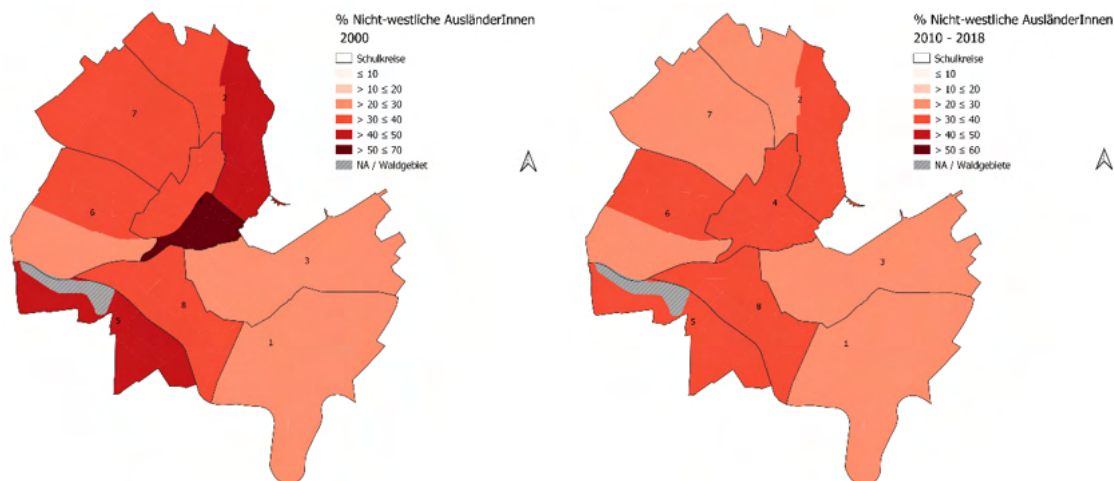 % Nicht-westliche AusländerInnen
2000
Schulkreise
≤ 10
> 10 ≤ 20
> 20 ≤ 30
> 30 ≤ 40
> 40 ≤ 50
> 50 ≤ 70
NA / Waldgebiet
2
7
6
3
8
5
1
% Nicht-westliche AusländerInnen
2010 - 2018
Schulkreise
≤ 10
> 10 ≤ 20
> 20 ≤ 30
> 30 ≤ 40
> 40 ≤ 50
> 50 ≤ 60
NA / Waldgebiete
2
7
4
6
3
8
5
1